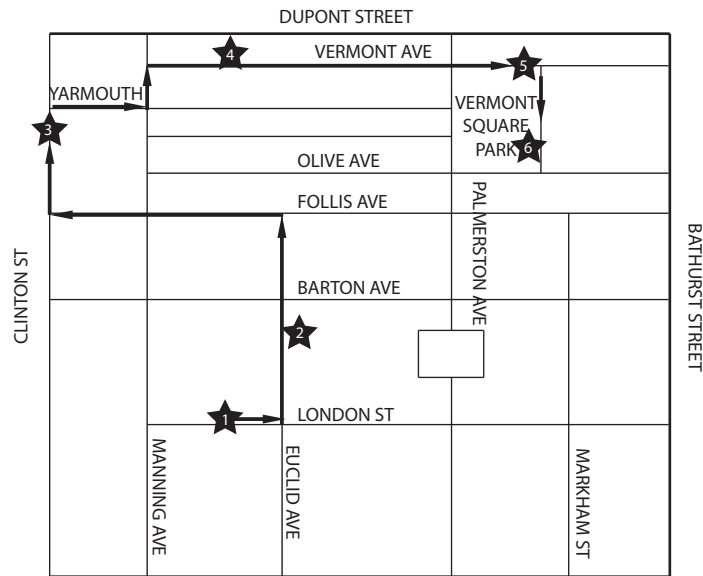 DUPONT STREET
4
VERMONT AVE
5
YARMOUTH
VERMONT
SQUARE
PARK
6
3
OLIVE AVE
FOLLIS AVE
PALMERSTON AVE
CLINTON ST
BATHURST STREET
BARTON AVE
2
1
LONDON ST
MANNING AVE
EUCLID AVE
MARKHAM ST